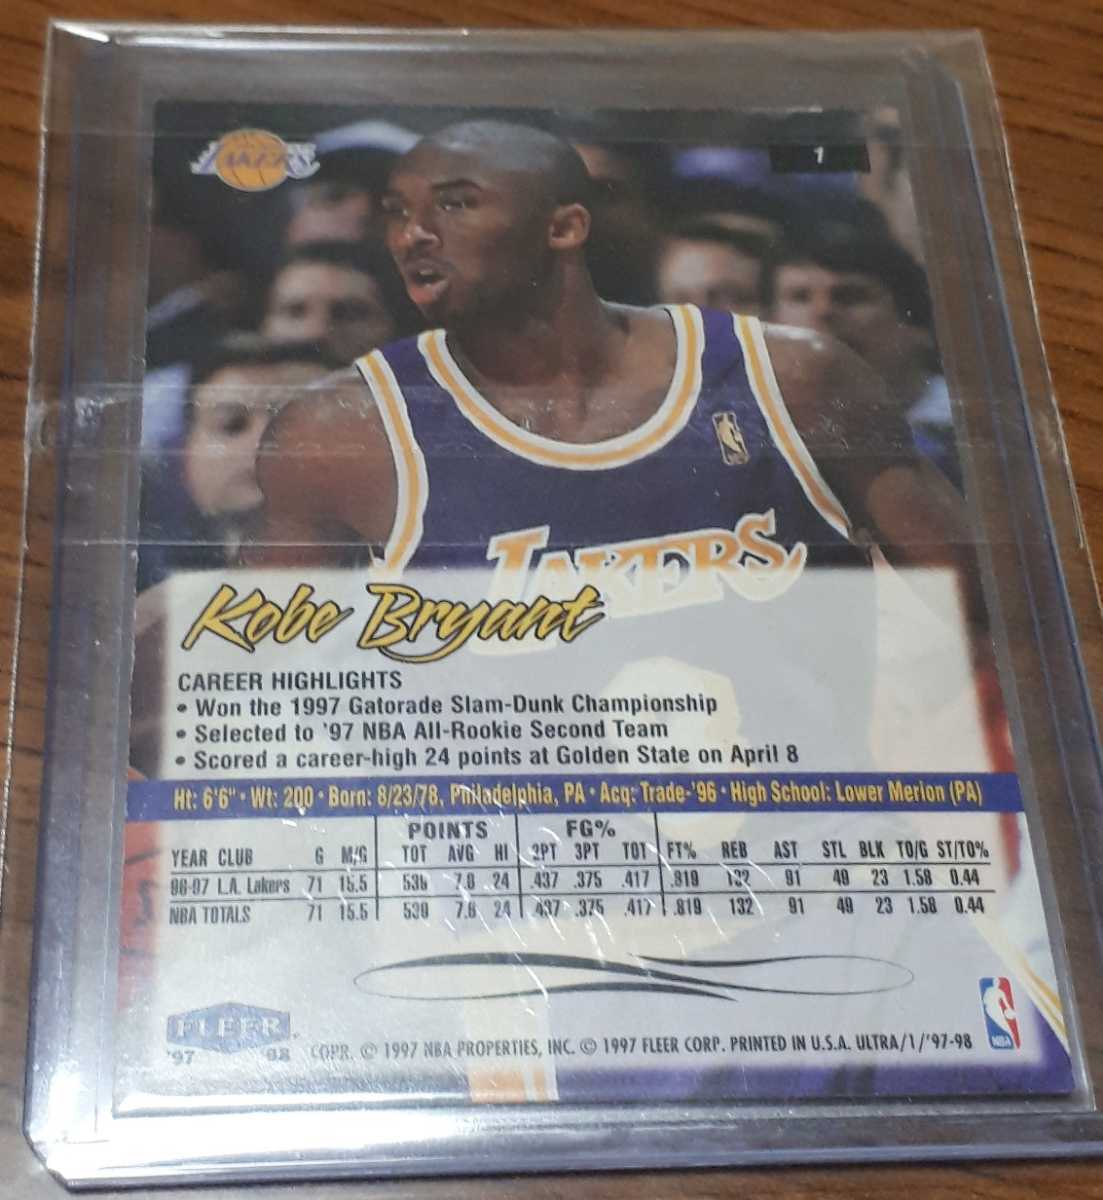 LAKERS
1
LAKERS
Kobe Bryant
CAREER HIGHLIGHTS
• Won the 1997 Gatorade Slam-Dunk Championship
• Selected to '97 NBA All-Rookie Second Team
• Scored a career-high 24 points at Golden State on April 8
Ht: 6'6" • Wt: 200 • Born: 8/23/78, Philadelphia, PA • Acq: Trade-'96 • High School: Lower Merion (PA)
POINTS FG%
YEAR CLUB G M/G TOT AVG HI 2PT 3PT TOT FT% REB AST STL BLK TO/G ST/TO%
96-97 L.A. Lakers 71 15.5 539 7.6 24 .437 .375 .417 .819 132 91 49 23 1.58 0.44
NBA TOTALS 71 15.5 539 7.6 24 .437 .375 .417 .819 132 91 49 23 1.58 0.44
FLEER
'97 98 COPR. © 1997 NBA PROPERTIES, INC. © 1997 FLEER CORP. PRINTED IN U.S.A. ULTRA/1/'97-98
NBA